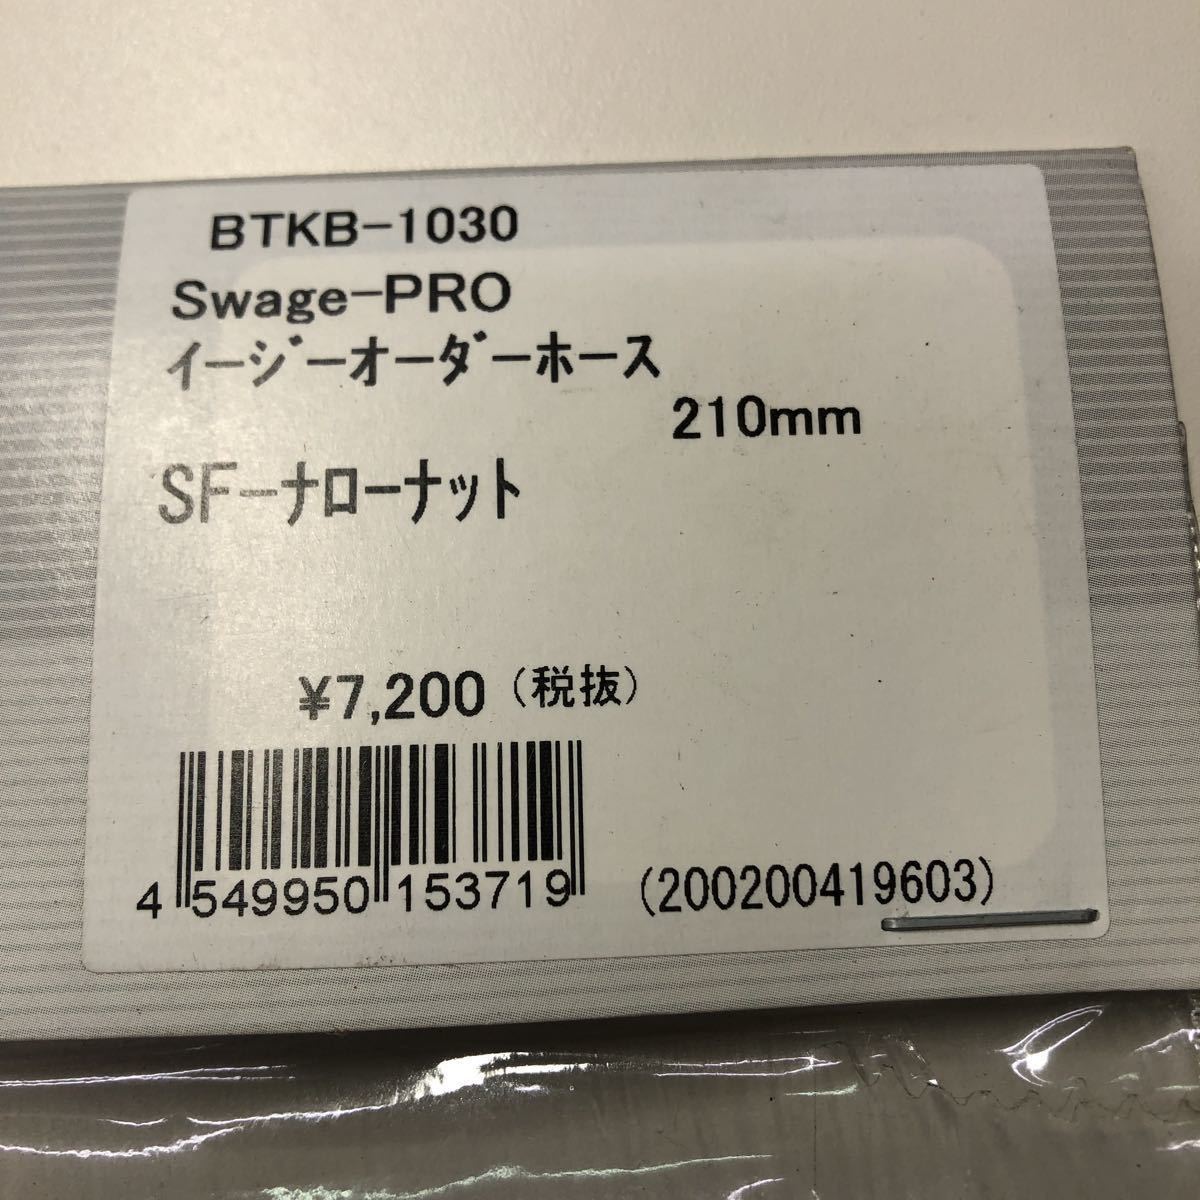 BTKB-1030
Swage-PRO
イージーオーダーホース
210mm
SF-ナローナット
¥7,200（税抜）
4 549950 153719
(200200419603)